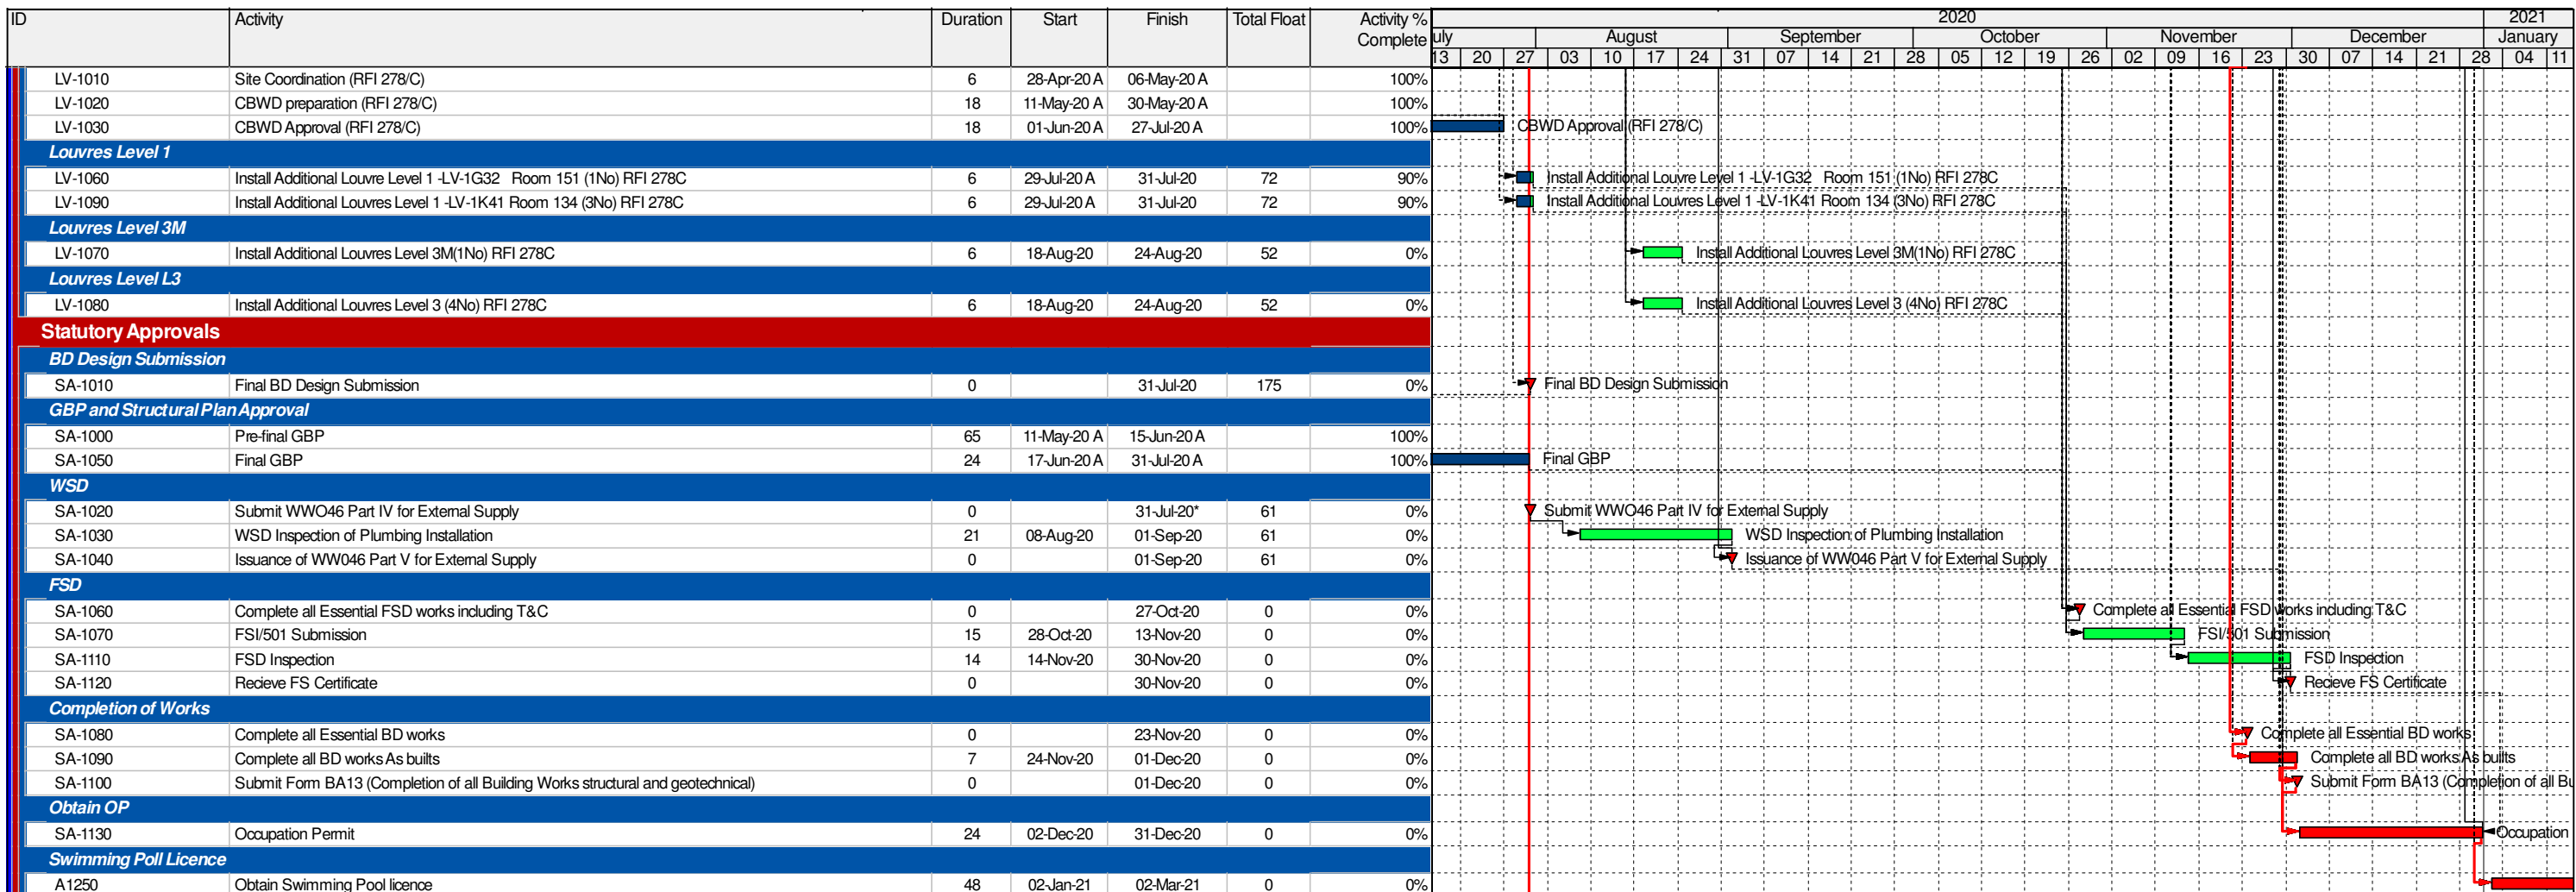 ID Activity Duration Start Finish Total Float Activity % Complete 2020 2021
uly August September October November December January
13 20 27 03 10 17 24 31 07 14 21 28 05 12 19 26 02 09 16 23 30 07 14 21 28 04 11
LV-1010 Site Coordination (RFI 278/C) 6 28-Apr-20 A 06-May-20 A 100%
LV-1020 CBWD preparation (RFI 278/C) 18 11-May-20 A 30-May-20 A 100%
LV-1030 CBWD Approval (RFI 278/C) 18 01-Jun-20 A 27-Jul-20 A 100% CBWD Approval (RFI 278/C)
Louvres Level 1
LV-1060 Install Additional Louvre Level 1 -LV-1G32 Room 151 (1No) RFI 278C 6 29-Jul-20 A 31-Jul-20 72 90% Install Additional Louvre Level 1 -LV-1G32 Room 151 (1No) RFI 278C
LV-1090 Install Additional Louvres Level 1 -LV-1K41 Room 134 (3No) RFI 278C 6 29-Jul-20 A 31-Jul-20 72 90% Install Additional Louvres Level 1 -LV-1K41 Room 134 (3No) RFI 278C
Louvres Level 3M
LV-1070 Install Additional Louvres Level 3M(1No) RFI 278C 6 18-Aug-20 24-Aug-20 52 0% Install Additional Louvres Level 3M(1No) RFI 278C
Louvres Level L3
LV-1080 Install Additional Louvres Level 3 (4No) RFI 278C 6 18-Aug-20 24-Aug-20 52 0% Install Additional Louvres Level 3 (4No) RFI 278C
Statutory Approvals
BD Design Submission
SA-1010 Final BD Design Submission 0 31-Jul-20 175 0% Final BD Design Submission
GBP and Structural Plan Approval
SA-1000 Pre-final GBP 65 11-May-20 A 15-Jun-20 A 100%
SA-1050 Final GBP 24 17-Jun-20 A 31-Jul-20 A 100% Final GBP
WSD
SA-1020 Submit WWO46 Part IV for External Supply 0 31-Jul-20* 61 0% Submit WWO46 Part IV for External Supply
SA-1030 WSD Inspection of Plumbing Installation 21 08-Aug-20 01-Sep-20 61 0% WSD Inspection of Plumbing Installation
SA-1040 Issuance of WW046 Part V for External Supply 0 01-Sep-20 61 0% Issuance of WW046 Part V for External Supply
FSD
SA-1060 Complete all Essential FSD works including T&C 0 27-Oct-20 0 0% Complete all Essential FSD works including T&C
SA-1070 FSI/501 Submission 15 28-Oct-20 13-Nov-20 0 0% FSI/501 Submission
SA-1110 FSD Inspection 14 14-Nov-20 30-Nov-20 0 0% FSD Inspection
SA-1120 Recieve FS Certificate 0 30-Nov-20 0 0% Recieve FS Certificate
Completion of Works
SA-1080 Complete all Essential BD works 0 23-Nov-20 0 0% Complete all Essential BD works
SA-1090 Complete all BD works As builts 7 24-Nov-20 01-Dec-20 0 0% Complete all BD works As builts
SA-1100 Submit Form BA13 (Completion of all Building Works structural and geotechnical) 0 01-Dec-20 0 0% Submit Form BA13 (Completion of all Bu
Obtain OP
SA-1130 Occupation Permit 24 02-Dec-20 31-Dec-20 0 0% Occupation
Swimming Poll Licence
A1250 Obtain Swimming Pool licence 48 02-Jan-21 02-Mar-21 0 0%